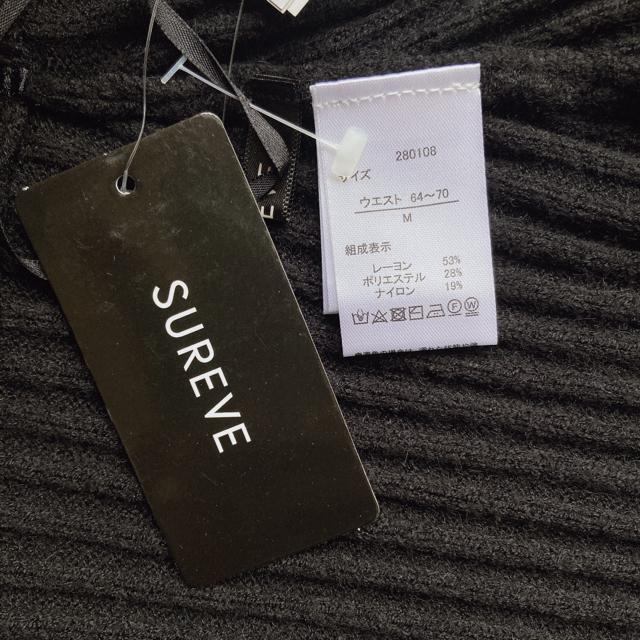 SUREVE
280108
サイズ
ウエスト 64～70
M
組成表示
レーヨン 53%
ポリエステル 28%
ナイロン 19%